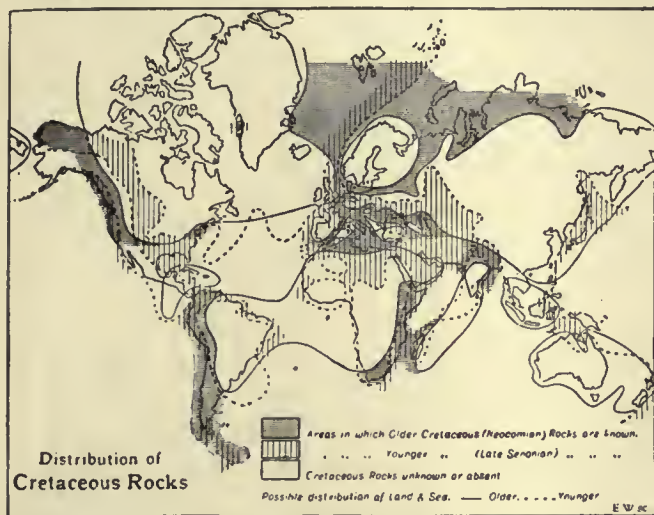 Distribution of
Cretaceous Rocks
Areas in which Older Cretaceous (Neocomian) Rocks are known.
" " " Younger " (Late Senonian) " " "
Cretaceous Rocks unknown or absent
Possible distribution of Land & Sea. — Older. . . . . Younger
E W sc